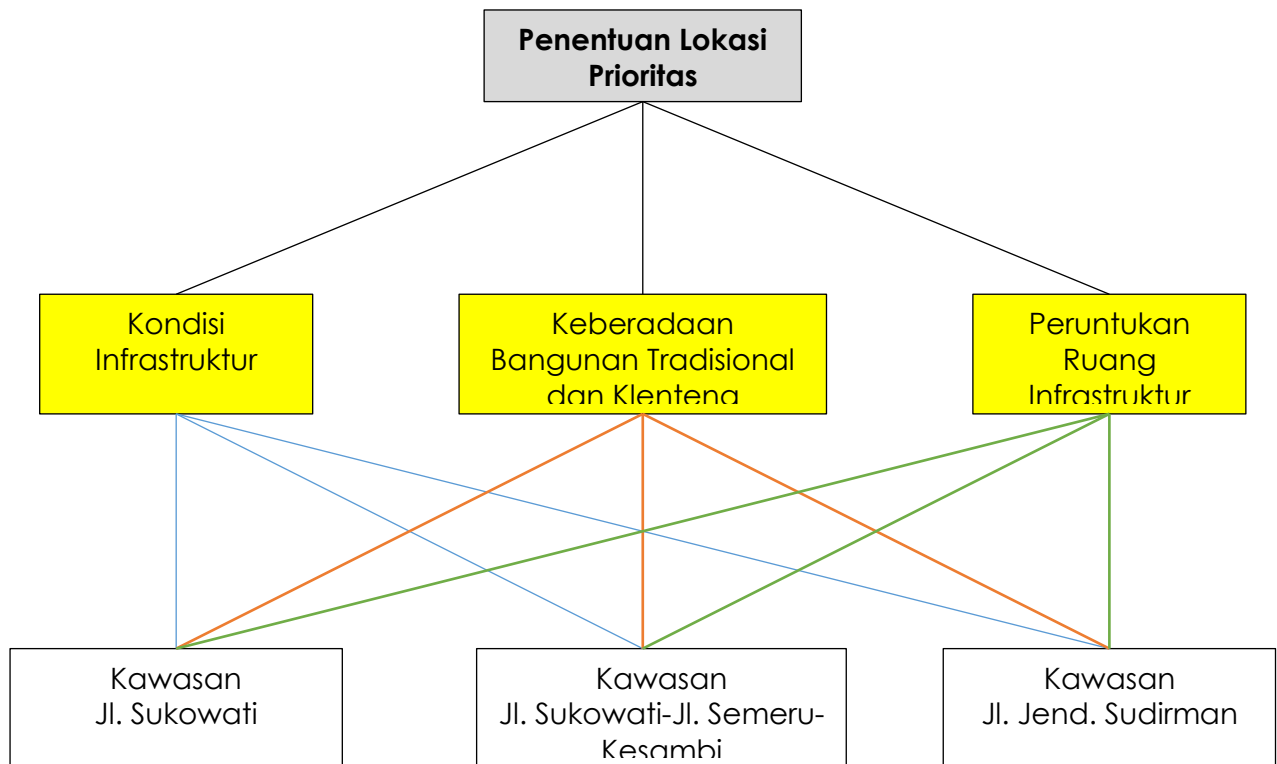 Penentuan Lokasi
Prioritas
Kondisi
Infrastruktur
Keberadaan
Bangunan Tradisional
dan Klenteng
Peruntukan
Ruang
Infrastruktur
Kawasan
Jl. Sukowati
Kawasan
Jl. Sukowati-Jl. Semeru-
Kesambi
Kawasan
Jl. Jend. Sudirman